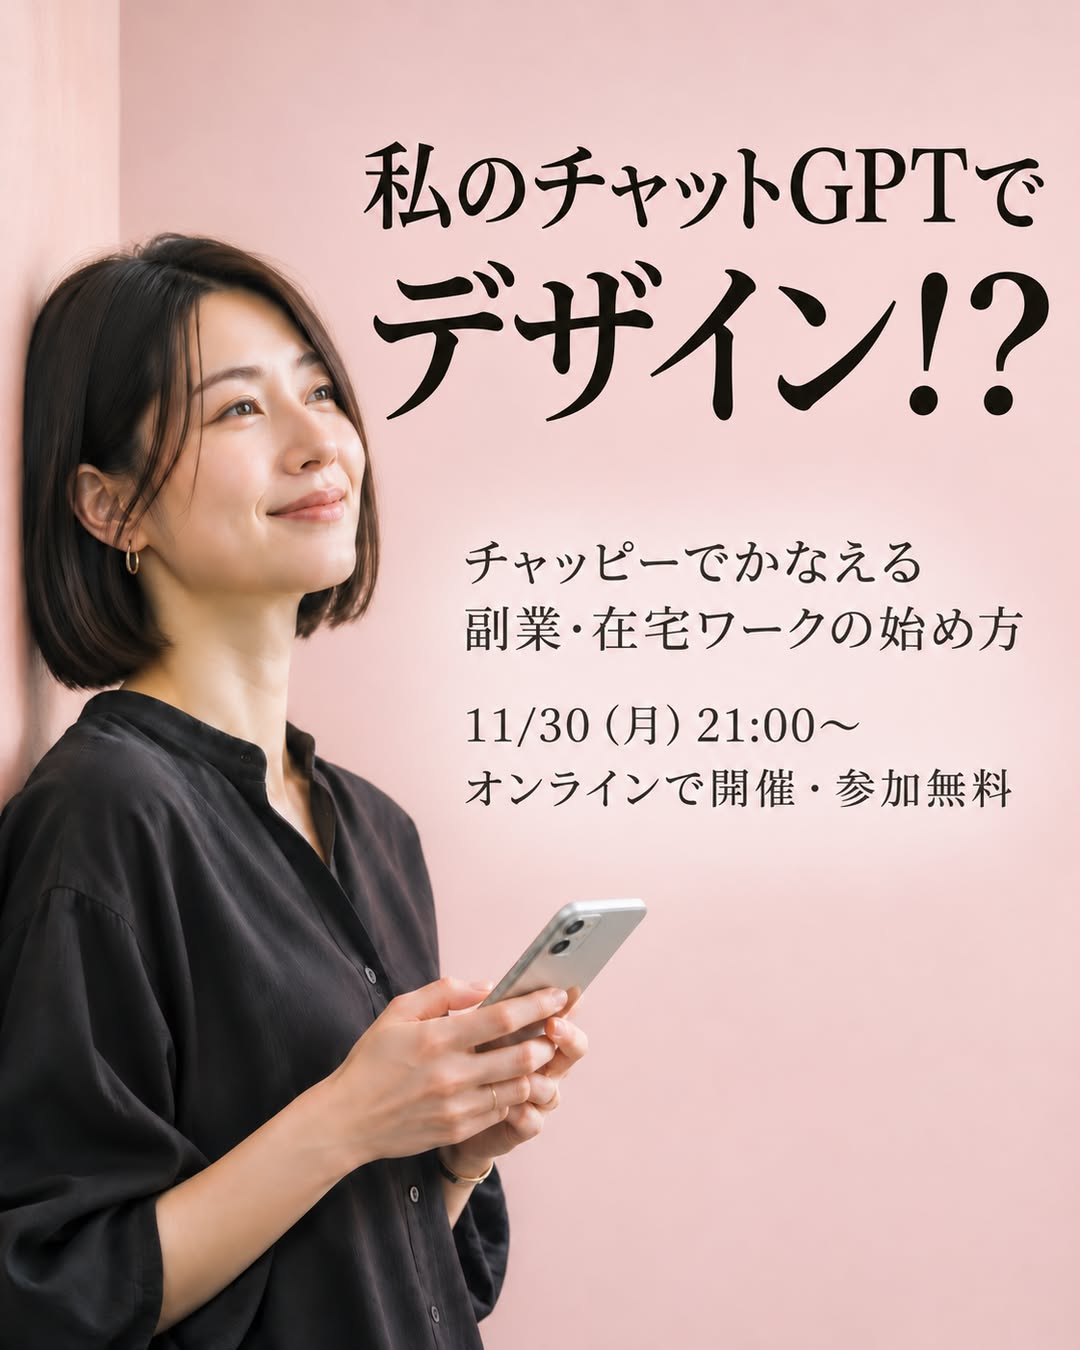 私のチャットGPTで
デザイン!?
チャッピーでかなえる
副業・在宅ワークの始め方
11/30（月）21:00〜
オンラインで開催・参加無料